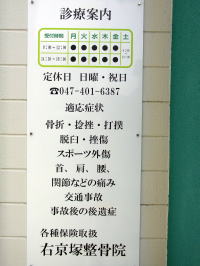 診療案内
受付時間 月 火 水 木 金 土
定休日 日曜・祝日
☎047-401-6387
適応症状
骨折・捻挫・打撲
脱臼・挫傷
スポーツ外傷
首、肩、腰、
関節などの痛み
交通事故
事故後の後遺症
各種保険取扱
右京塚整骨院